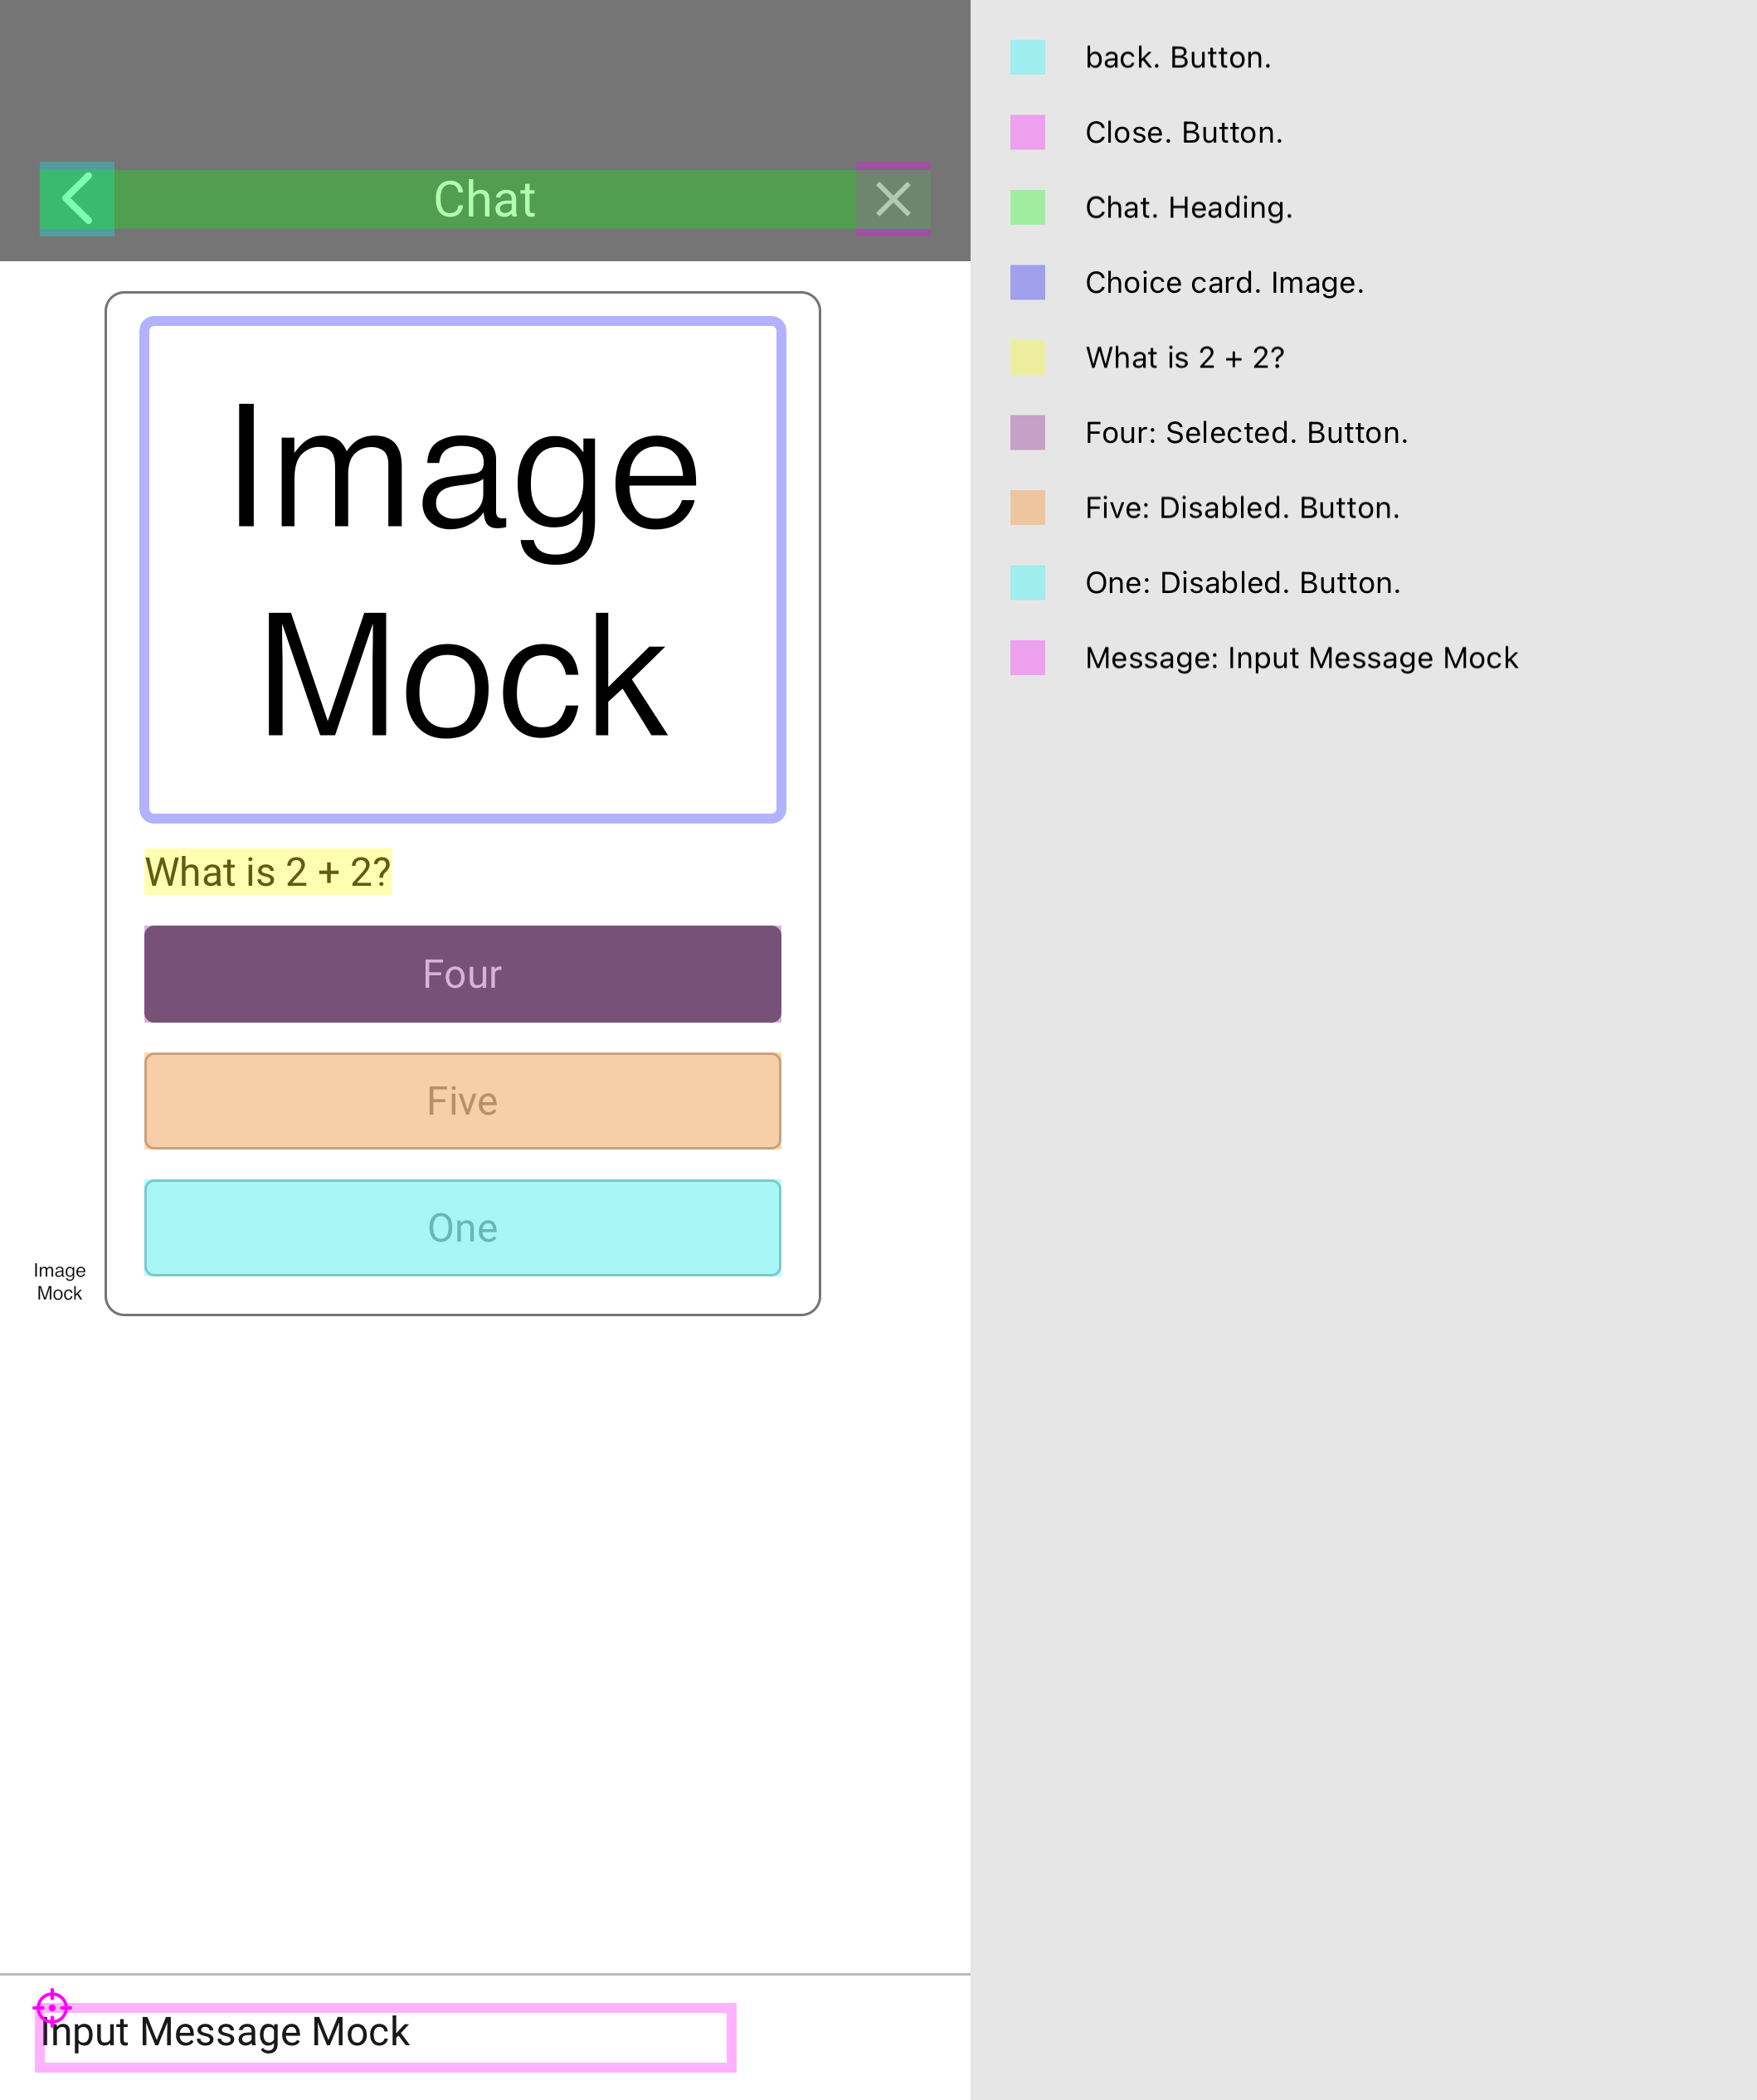 Chat
Image
Mock
What is 2 + 2?
Four
Five
One
Image
Mock
Input Message Mock
back. Button.
Close. Button.
Chat. Heading.
Choice card. Image.
What is 2 + 2?
Four: Selected. Button.
Five: Disabled. Button.
One: Disabled. Button.
Message: Input Message Mock